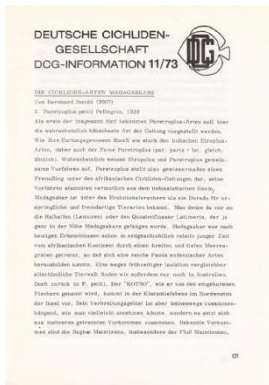 DEUTSCHE CICHLIDEN-
GESELLSCHAFT
DCG-INFORMATION 11/73
DCG
DIE CICHLIDEN-ARTEN MADAGASKARS
Von Bernhard
3. Paretroplus petiti Pellegrin, 1929
Als erste der insgesamt fünf bekannten Paretroplus-Arten soll hier
die wahrscheinlich hübscheste Art der Gattung vorgestellt werden.
Wie ihre Gattungsgenossen ähnelt sie stark den indischen Etroplus-
Arten, daher auch der Name Paretroplus (par, para - lat. gleich,
ähnlich). Wahrscheinlich weisen Etroplus und Paretroplus gemein-
same Vorfahren auf. Paretroplus stellt also gewissermaßen einen
Fremdling unter den afrikanischen Cichliden-Gattungen dar, seine
Vorfahren stammten vermutlich aus dem indoasiatischen Raum.
Madagaskar ist unter den Evolutionsforschern als ein Dorado für ur-
sprüngliche und fremdartige Tierarten bekannt. Man denke da nur an
die Halbaffen (Lemuren) oder den Quastenflosser Latimeria, der ja
ganz in der Nähe Madagaskars gefangen wurde. Madagaskar war nach
heutigen Erkenntnissen schon in erdgeschichtlich relativ junger Zeit
vom afrikanischen Kontinent durch einen breiten und tiefen Meeres-
graben getrennt, so daß sich eine reiche Fauna endemischer Arten
herausbilden konnte. Eine wegen frühzeitiger Isolation vergleichbar
altertümliche Tierwelt finden wir außerdem nur noch in Australien.
Doch zurück zu P. petiti. Der "KOTSO", wie er von den eingeborenen
Fischern genannt wird, kommt in der Küstentiefebene im Nordwesten
der Insel vor. Sein Verbreitungsgebiet ist aber keineswegs zusammen-
hängend, wie man vielleicht annehmen könnte, sondern es setzt sich
aus mehreren getrennten Vorkommen zusammen. Bekannte Vorkom-
men sind die Region Maintirano, insbesondere der Fluß
121